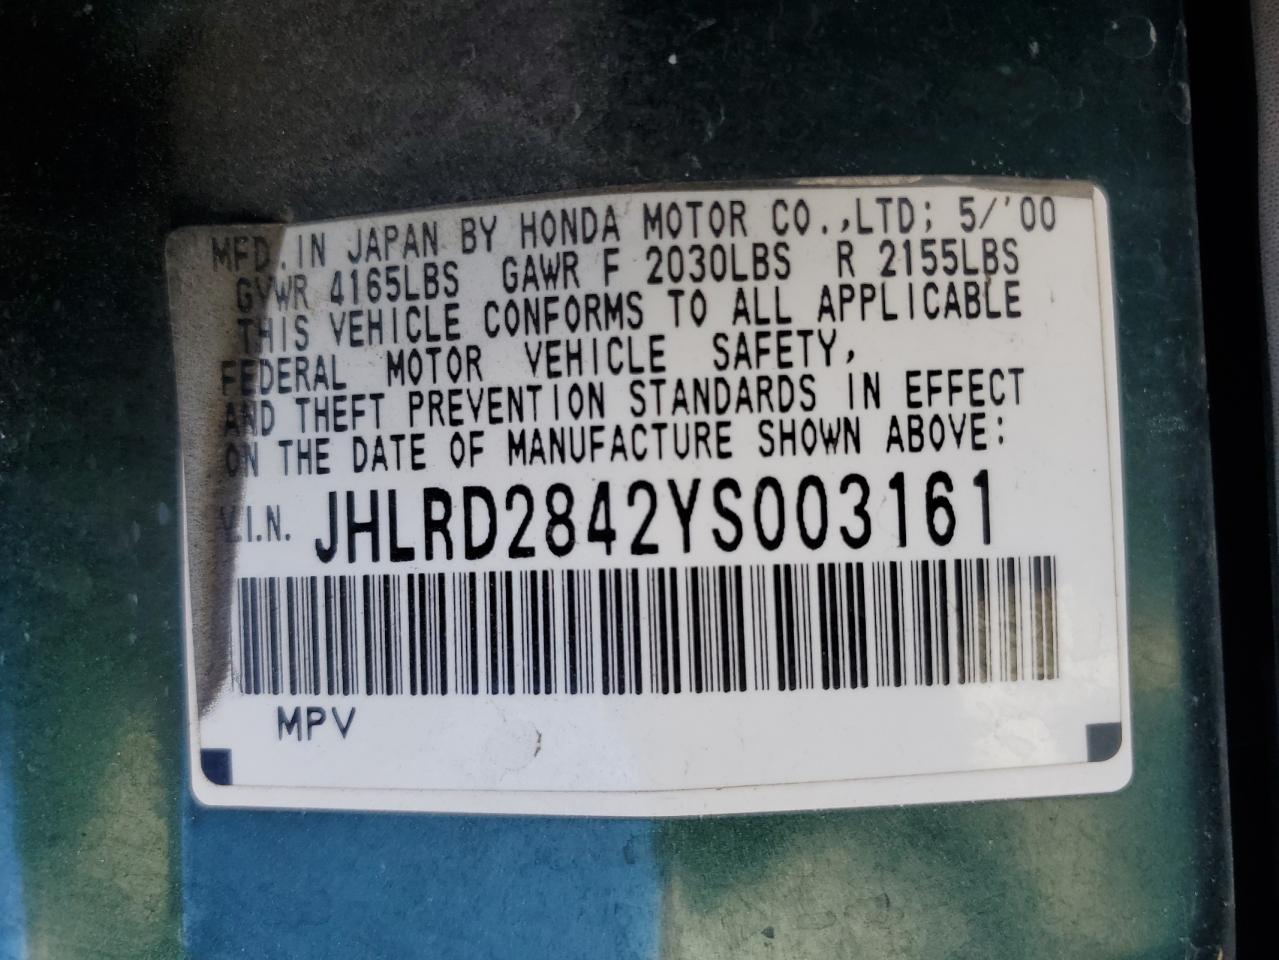 MFD. IN JAPAN BY HONDA MOTOR CO.,LTD; 5/'00
GVWR 4165LBS GAWR F 2030LBS R 2155LBS
THIS VEHICLE CONFORMS TO ALL APPLICABLE
FEDERAL MOTOR VEHICLE SAFETY,
AND THEFT PREVENTION STANDARDS IN EFFECT
ON THE DATE OF MANUFACTURE SHOWN ABOVE:
V.I.N. JHLRD2842YS003161
MPV